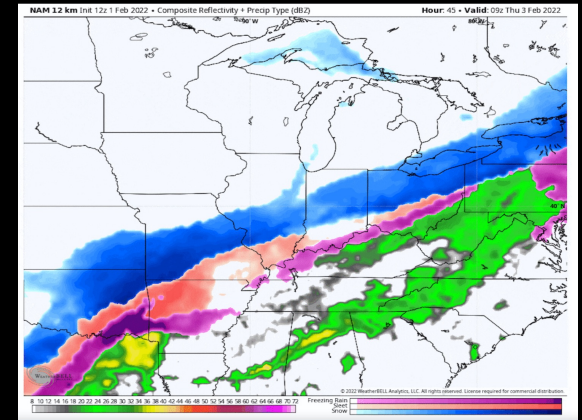 NAM 12 km Init 12z 1 Feb 2022 • Composite Reflectivity + Precip Type (dBZ)
Hour: 45 • Valid: 09z Thu 3 Feb 2022
90° W
80° W
40° N
WeatherBELL
© 2022 WeatherBELL Analytics, LLC. All rights reserved. License required for commercial distribution.
8 10 12 14 16 18 20 22 24 26 28 30 32 34 36 38 40 42 44 46 48 50 52 54 56 58 60 62 64 66 68 70 72
Freezing Rain
Sleet
Snow